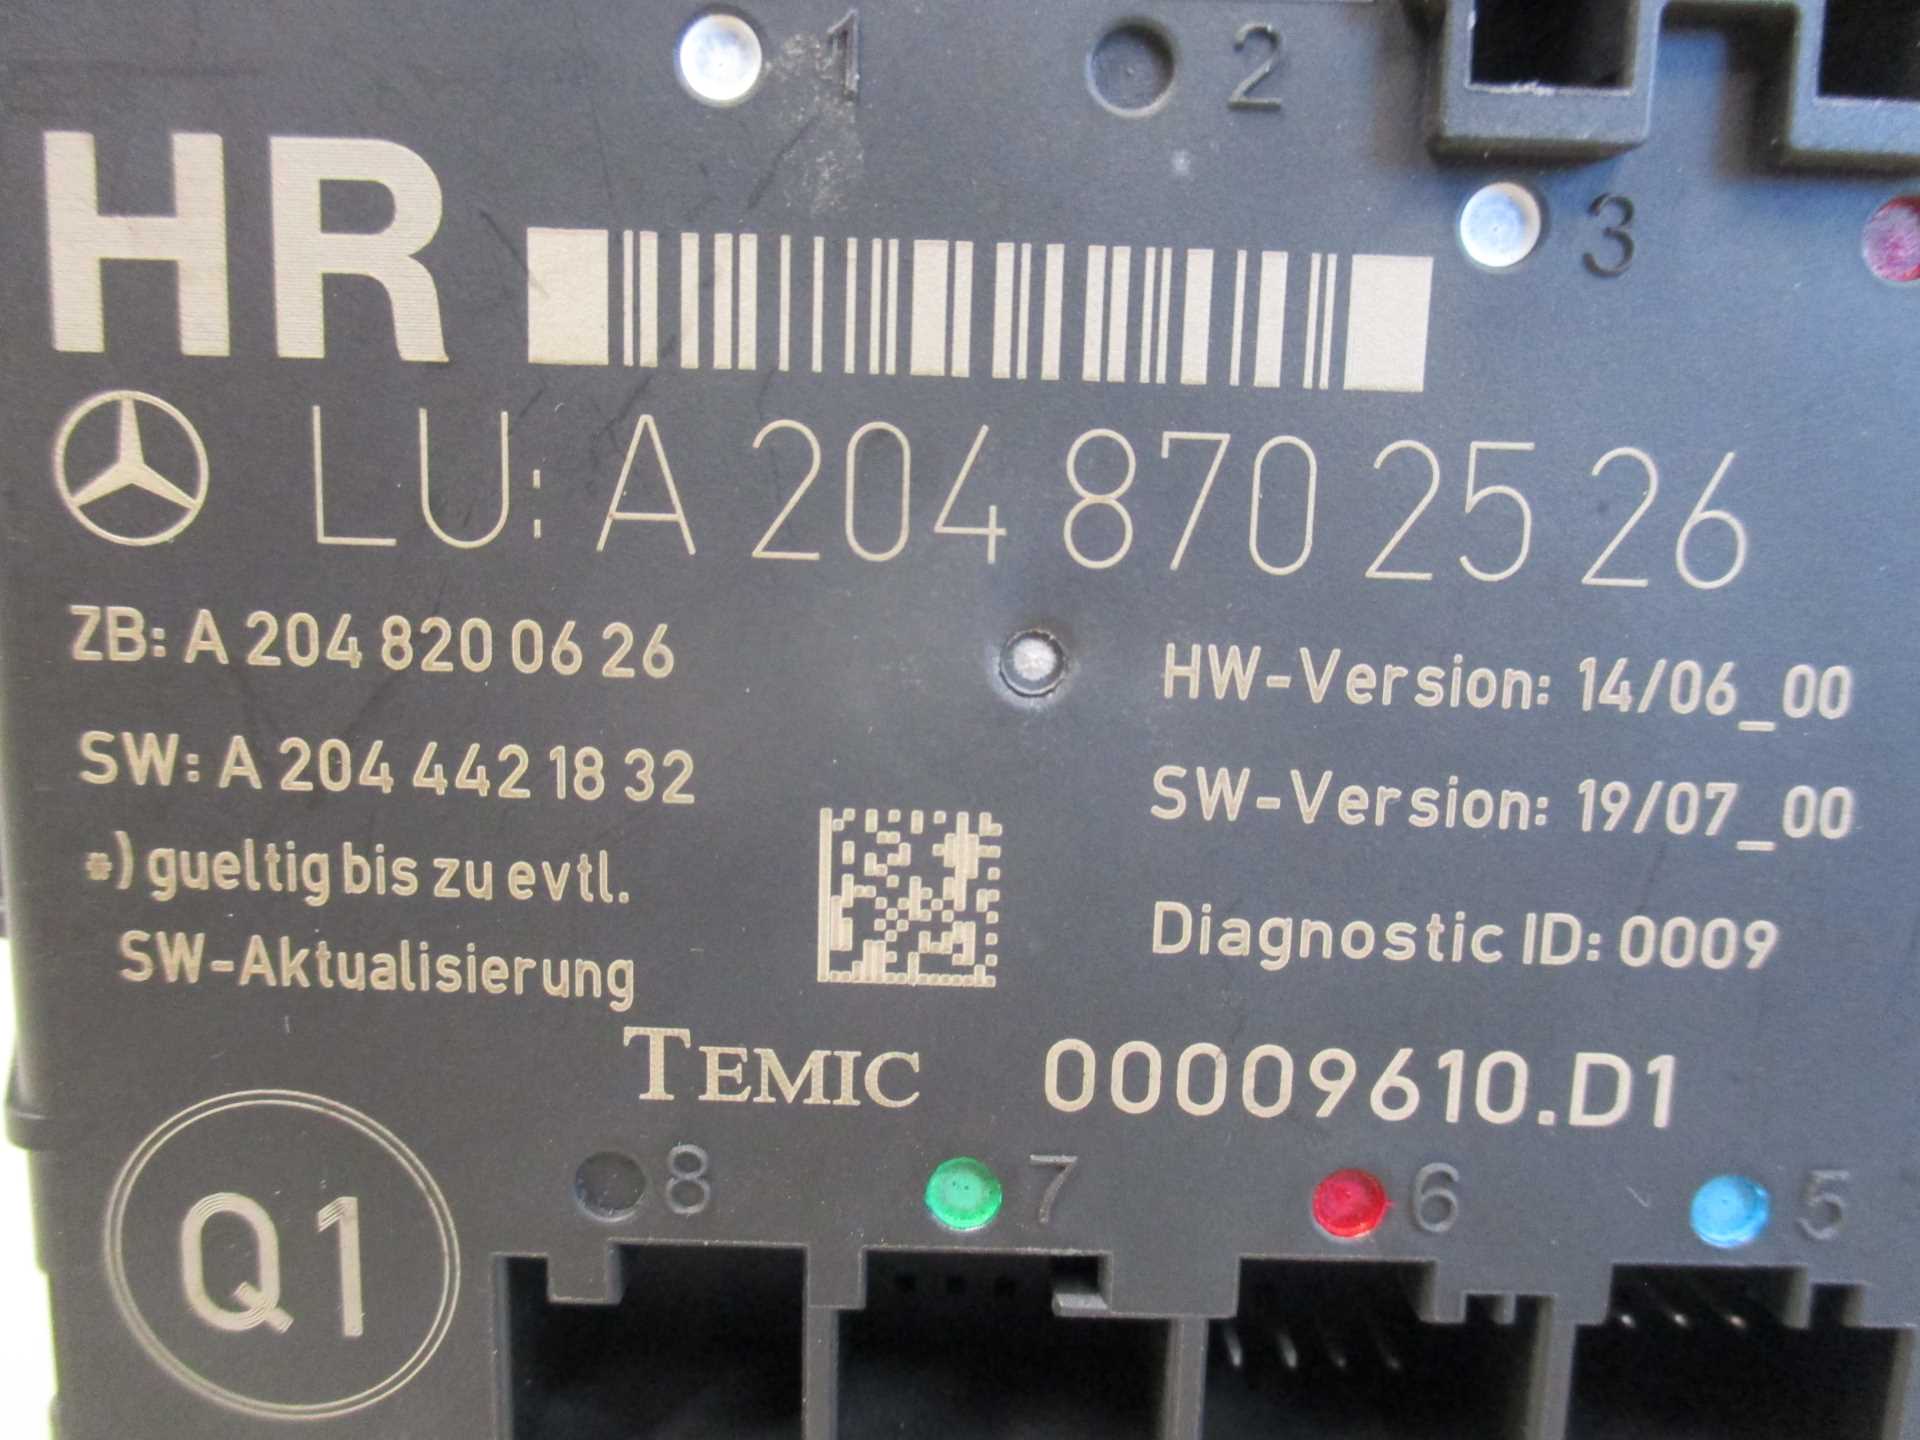 1 2
3
HR
LU: A 204 870 25 26
ZB: A 204 820 06 26
HW-Version: 14/06_00
SW: A 204 442 18 32
SW-Version: 19/07_00
*) gueltig bis zu evtl.
SW-Aktualisierung
Diagnostic ID: 0009
TEMIC 00009610.D1
8 7 6 5
Q1